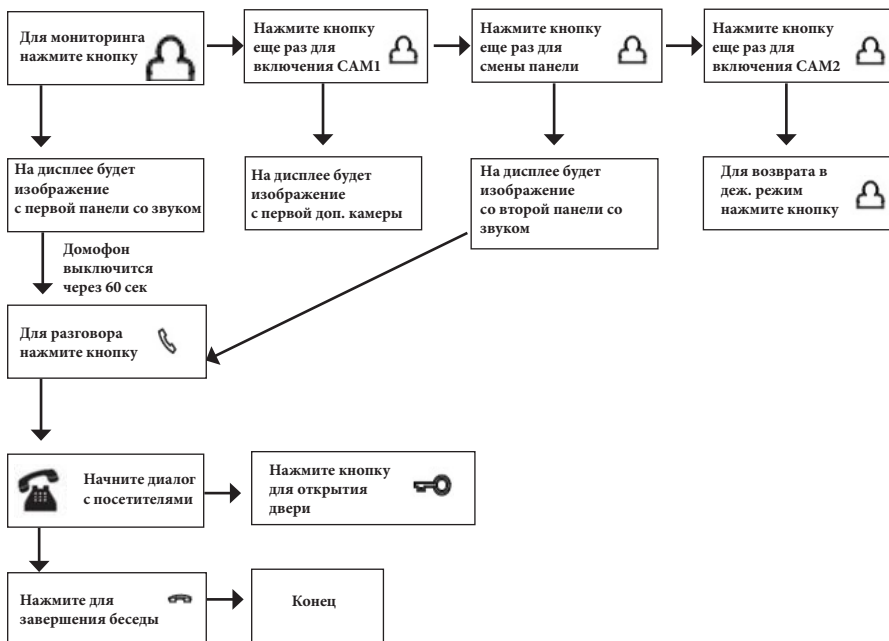 Для мониторинга
нажмите кнопку
Нажмите кнопку
еще раз для
включения CAM1
Нажмите кнопку
еще раз для
смены панели
Нажмите кнопку
еще раз для
включения CAM2
На дисплее будет
изображение
с первой панели со звуком
На дисплее будет
изображение
с первой доп. камеры
На дисплее будет
изображение
со второй панели со
звуком
Для возврата в
деж. режим
нажмите кнопку
Домофон
выключится
через 60 сек
Для разговора
нажмите кнопку
Начните диалог
с посетителями
Нажмите кнопку
для открытия
двери
Нажмите для
завершения беседы
Конец